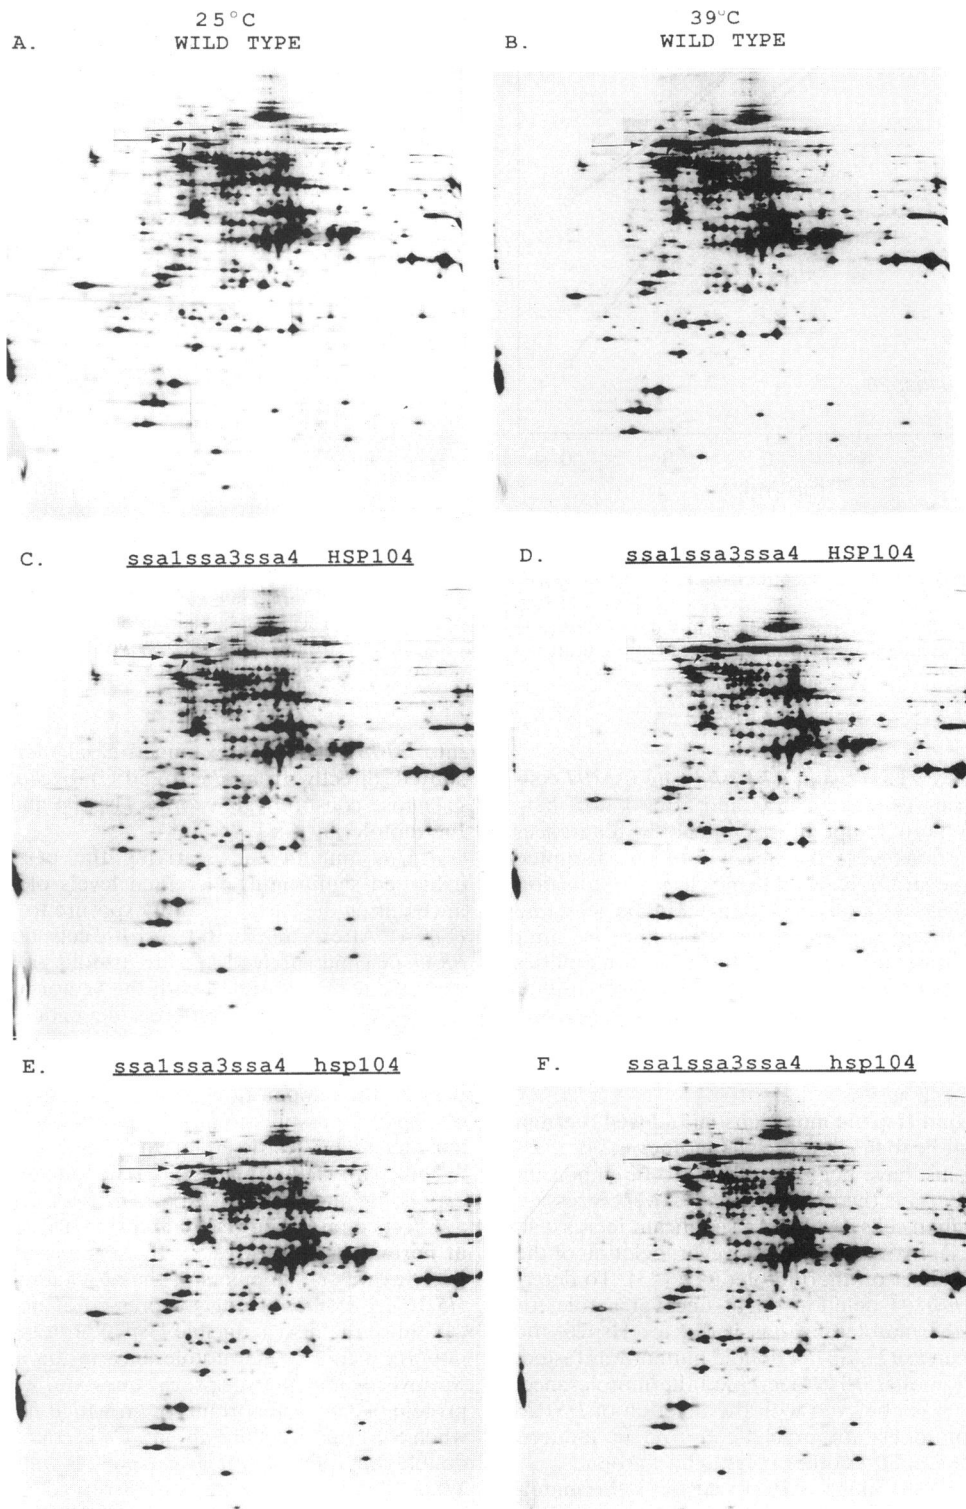 25°C
A. WILD TYPE
39°C
B. WILD TYPE
C. ssa1ssa3ssa4 HSP104
D. ssa1ssa3ssa4 HSP104
E. ssa1ssa3ssa4 hsp104
F. ssa1ssa3ssa4 hsp104